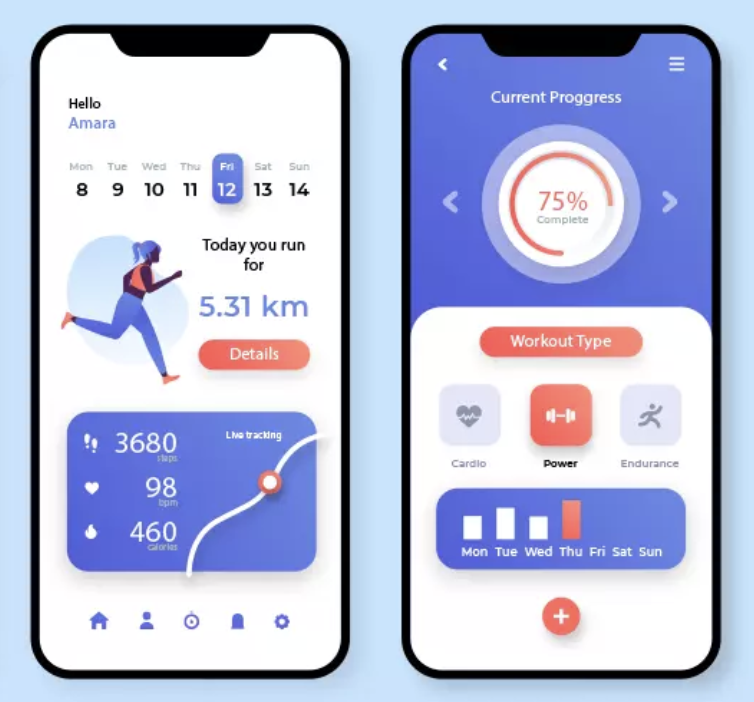 Hello
Amara
Mon Tue Wed Thu Fri Sat Sun
8 9 10 11 12 13 14
Today you run
for
5.31 km
Details
Live tracking
3680
steps
98
bpm
460
calories
Current Proggress
75%
Complete
Workout Type
Cardio Power Endurance
Mon Tue Wed Thu Fri Sat Sun